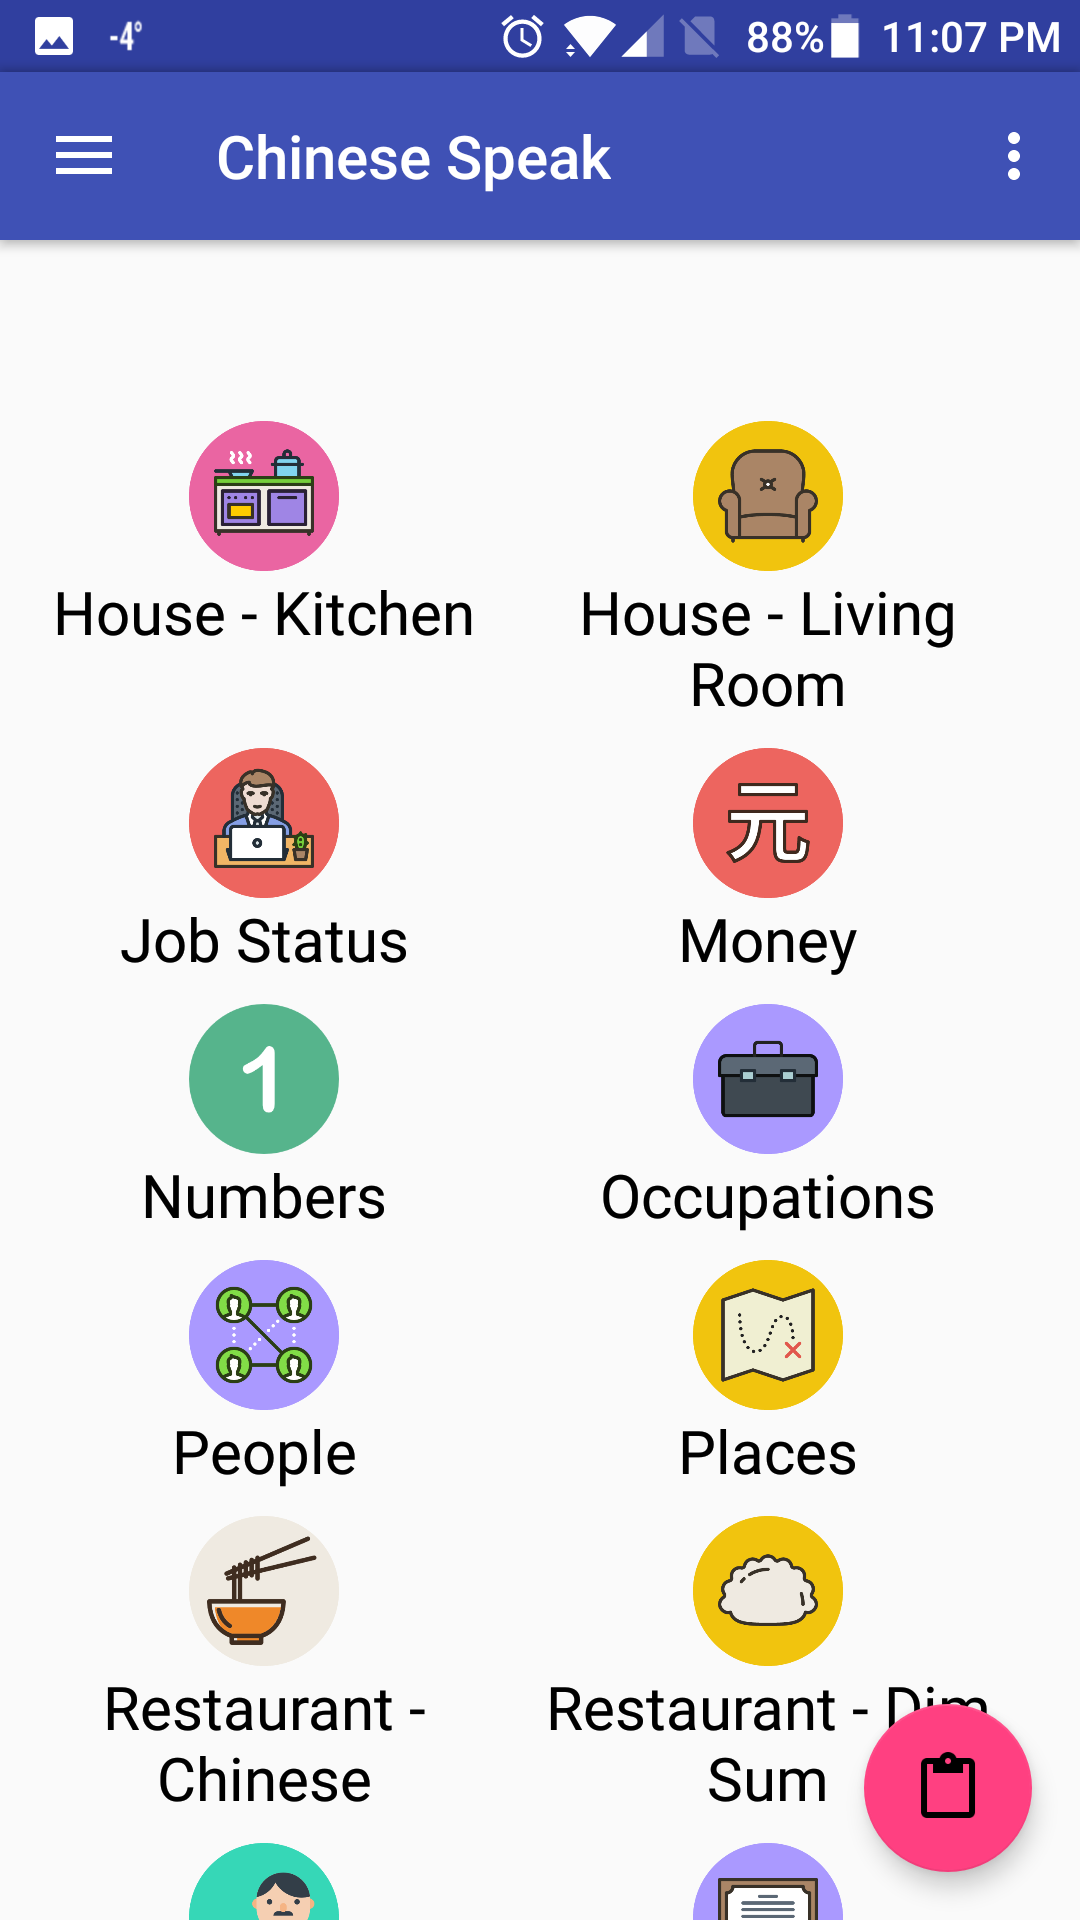 -4° 88% 11:07 PM
Chinese Speak
House - Kitchen
House - Living
Room
Job Status
元
Money
1
Numbers
Occupations
People
Places
Restaurant -
Chinese
Restaurant - Dim
Sum